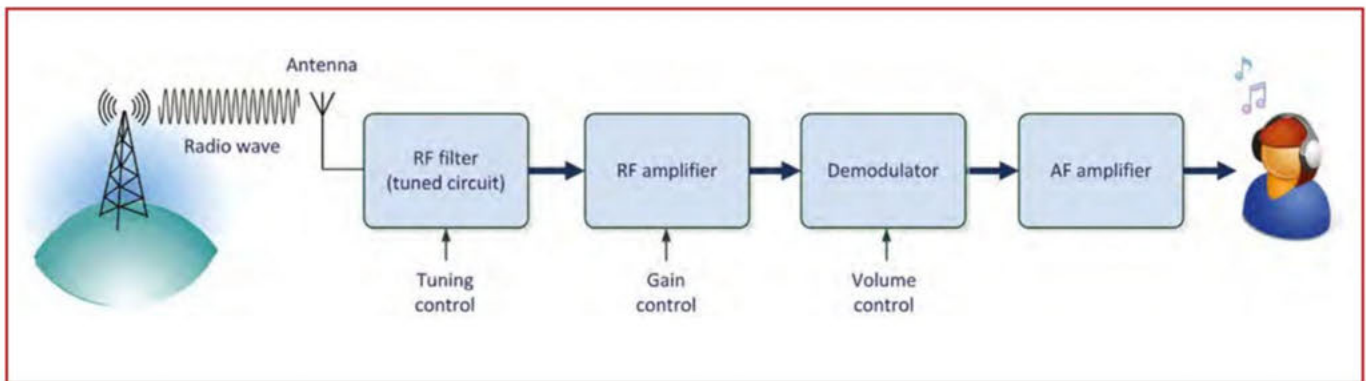 Antenna
Radio wave
RF filter
(tuned circuit)
RF amplifier
Demodulator
AF amplifier
Tuning
control
Gain
control
Volume
control